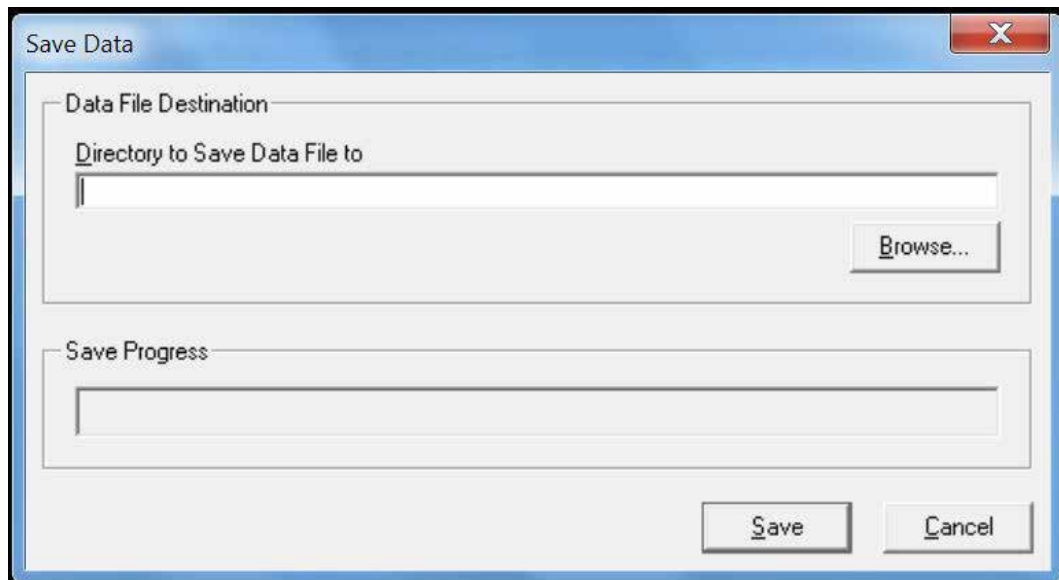 Save Data
Data File Destination
Directory to Save Data File to
Browse...
Save Progress
Save Cancel